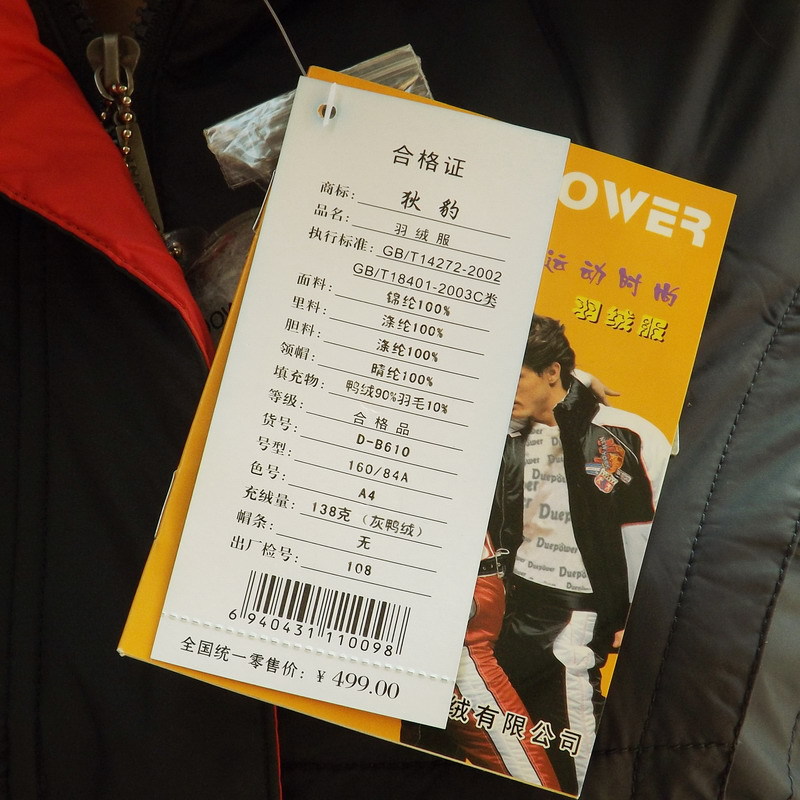 合格证
商标: 狄豹
品名: 羽绒服
执行标准: GB/T14272-2002
GB/T18401-2003C类
面料: 锦纶100%
里料: 涤纶100%
胆料: 涤纶100%
领帽: 晴纶100%
填充物: 鸭绒90%羽毛10%
等级: 合格品
货号: D-B610
号型: 160/84A
色号: A4
充绒量: 138克（灰鸭绒）
帽条: 无
出厂检号: 108
6 940431 110098
全国统一零售价: ¥ 499.00
OWER
运动时尚
羽绒服
Duepower
Duepower
Duepo
绒有限公司